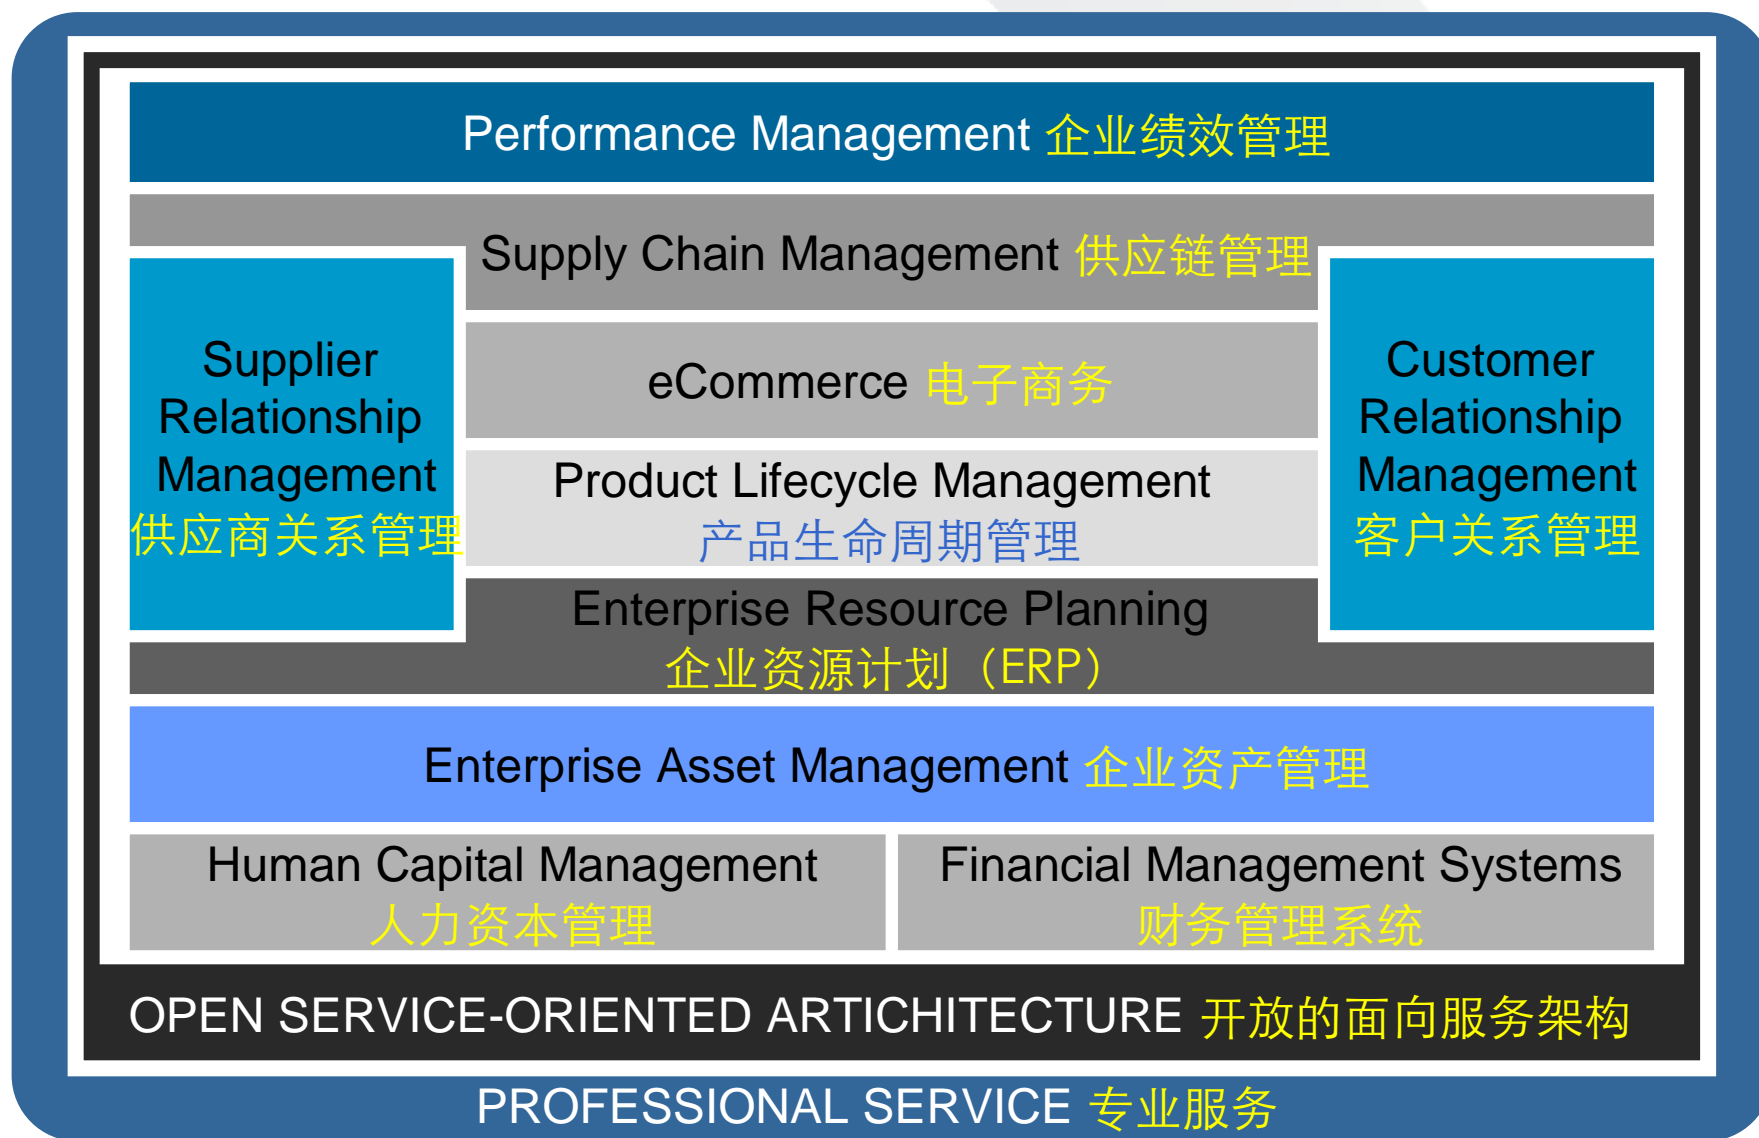 Performance Management 企业绩效管理
Supply Chain Management 供应链管理
Supplier
Relationship
Management
供应商关系管理
eCommerce 电子商务
Product Lifecycle Management
产品生命周期管理
Customer
Relationship
Management
客户关系管理
Enterprise Resource Planning
企业资源计划（ERP）
Enterprise Asset Management 企业资产管理
Human Capital Management
人力资本管理
Financial Management Systems
财务管理系统
OPEN SERVICE-ORIENTED ARTICHITECTURE 开放的面向服务架构
PROFESSIONAL SERVICE 专业服务